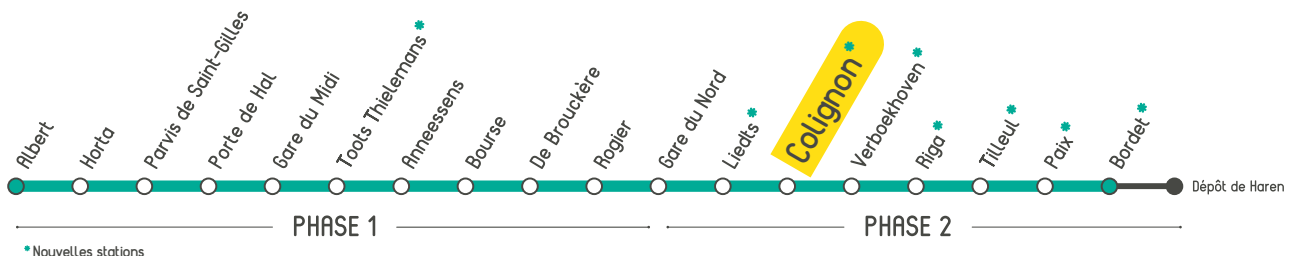 Albert
Horta
Parvis de Saint-Gilles
Porte de Hal
Gare du Midi
Toots Thielemans*
Anneessens
Bourse
De Brouckère
Rogier
Gare du Nord
Liedts*
Colignon*
Verboekhoven*
Riga*
Tilleul*
Paix*
Bordet*
Dépôt de Haren
PHASE 1
PHASE 2
*Nouvelles stations